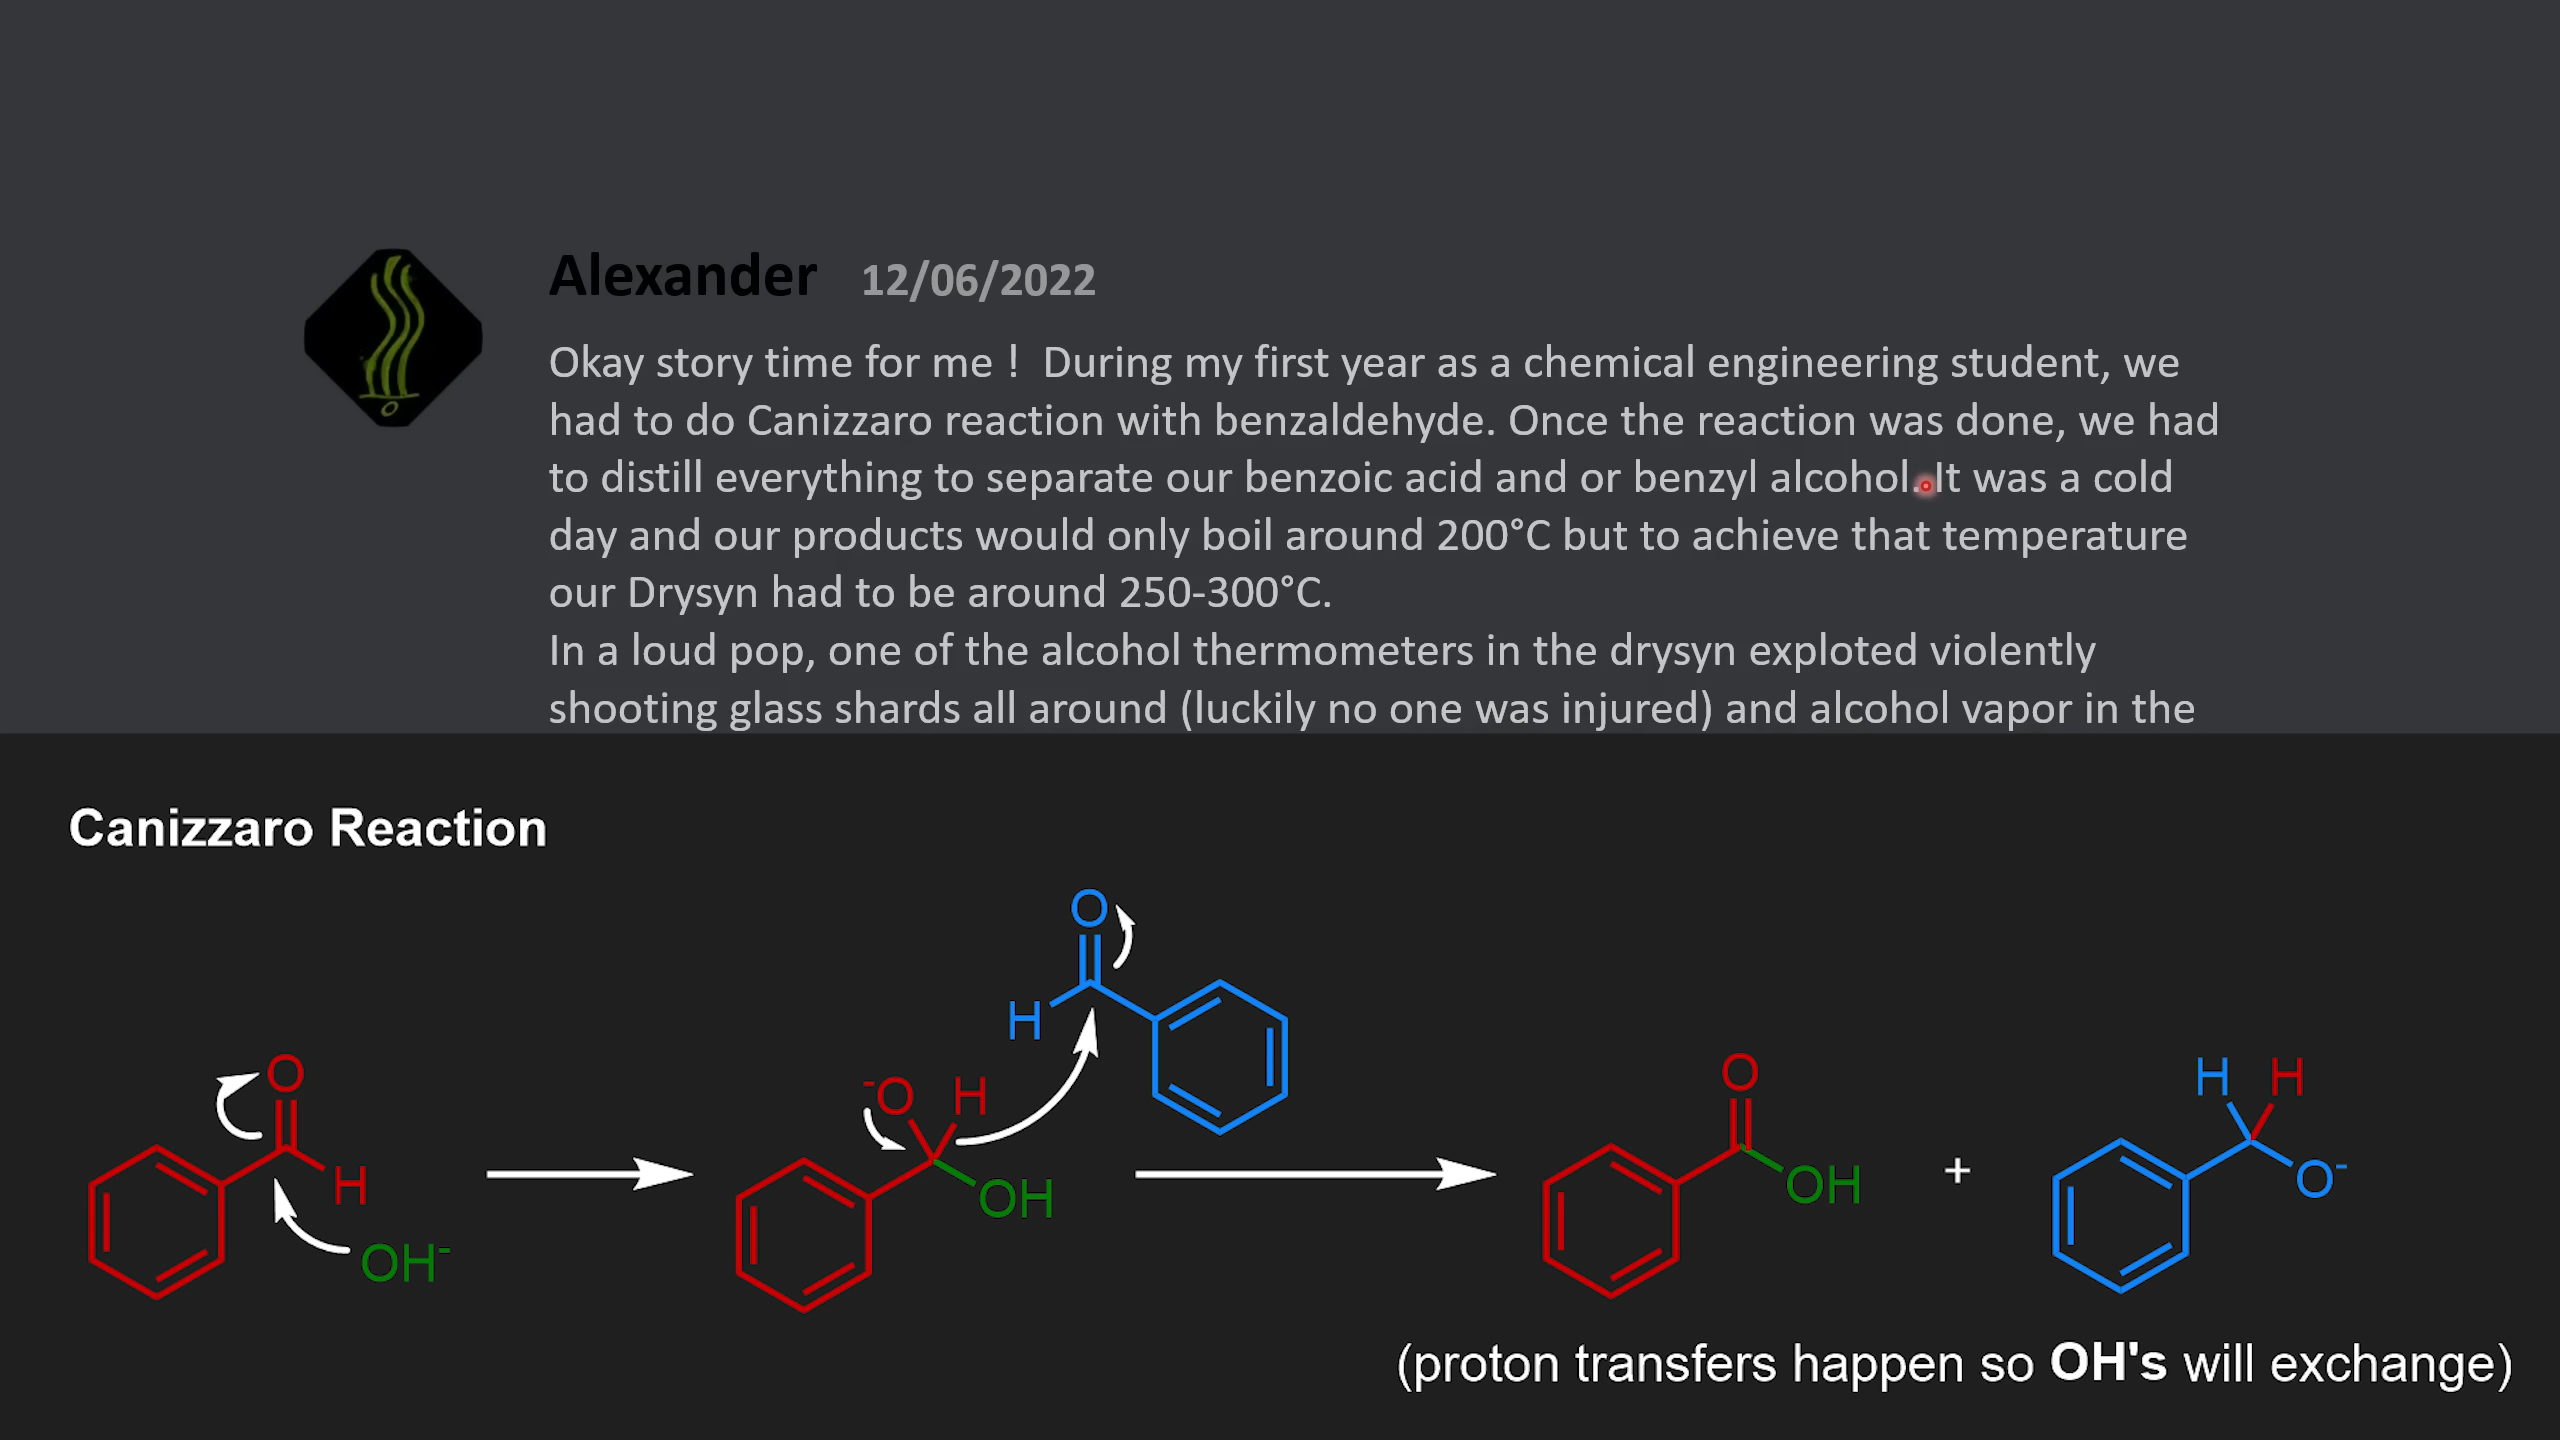 Alexander 12/06/2022
Okay story time for me ! During my first year as a chemical engineering student, we
had to do Canizzaro reaction with benzaldehyde. Once the reaction was done, we had
to distill everything to separate our benzoic acid and or benzyl alcohol. It was a cold
day and our products would only boil around 200°C but to achieve that temperature
our Drysyn had to be around 250-300°C.
In a loud pop, one of the alcohol thermometers in the drysyn exploted violently
shooting glass shards all around (luckily no one was injured) and alcohol vapor in the
Canizzaro Reaction
O
H
OH-
-O
H
OH
O
H
O
OH
+
H
H
O-
(proton transfers happen so OH's will exchange)